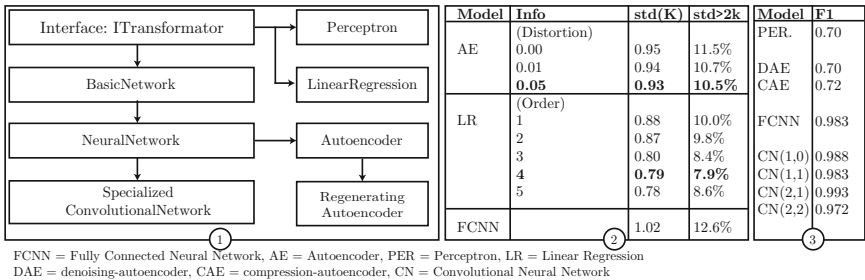 Interface: ITransformator
Perceptron
BasicNetwork
LinearRegression
NeuralNetwork
Autoencoder
Specialized
ConvolutionalNetwork
Regenerating
Autoencoder
1
Model Info std(K) std>2k
(Distortion)
AE 0.00 0.95 11.5%
0.01 0.94 10.7%
0.05 0.93 10.5%
(Order)
LR 1 0.88 10.0%
2 0.87 9.8%
3 0.80 8.4%
4 0.79 7.9%
5 0.78 8.6%
FCNN 1.02 12.6%
2
Model F1
PER. 0.70
DAE 0.70
CAE 0.72
FCNN 0.983
CN(1,0) 0.988
CN(1,1) 0.983
CN(2,1) 0.993
CN(2,2) 0.972
3
FCNN = Fully Connected Neural Network, AE = Autoencoder, PER = Perceptron, LR = Linear Regression
DAE = denoising-autoencoder, CAE = compression-autoencoder, CN = Convolutional Neural Network